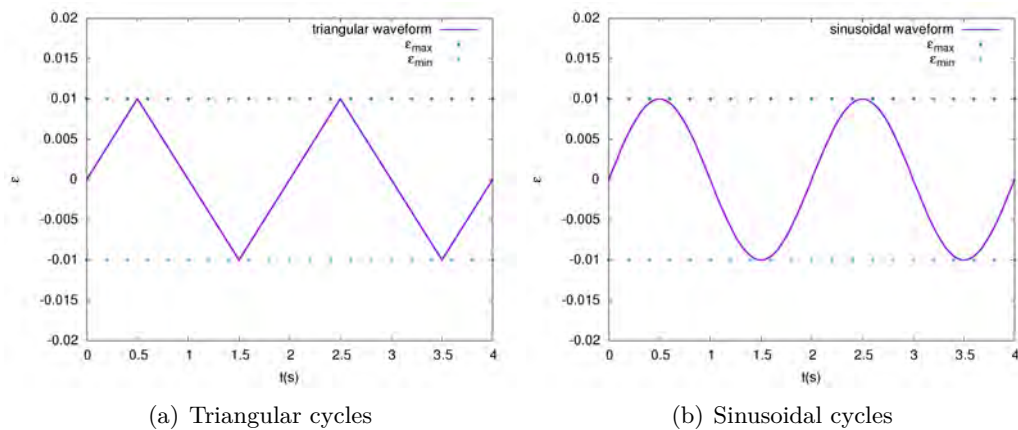 0.02
0.015
0.01
0.005
0
-0.005
-0.01
-0.015
-0.02
ε
triangular waveform
εmax
εmin
0 0.5 1 1.5 2 2.5 3 3.5 4
t(s)
(a) Triangular cycles
0.02
0.015
0.01
0.005
0
-0.005
-0.01
-0.015
-0.02
ε
sinusoidal waveform
εmax
εmin
0 0.5 1 1.5 2 2.5 3 3.5 4
t(s)
(b) Sinusoidal cycles